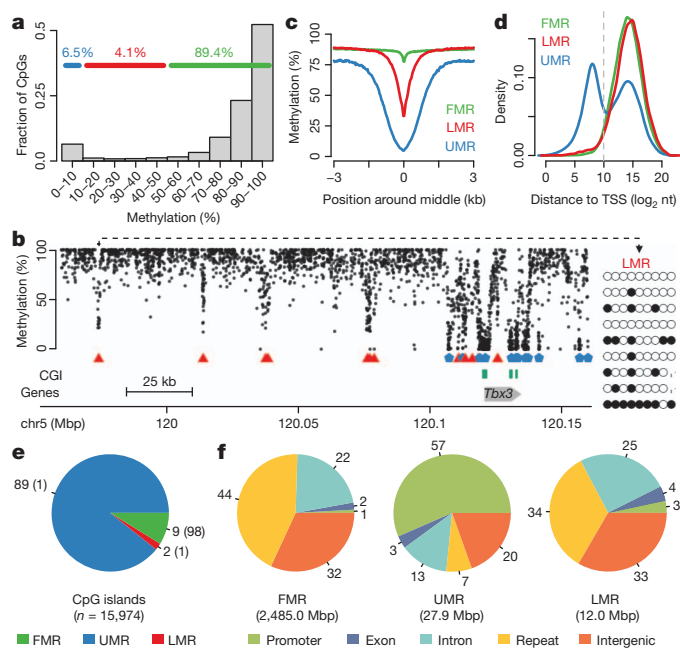 a
Fraction of CpGs
0.5
0.25
0.0
6.5% 4.1% 89.4%
0–10
10–20
20–30
30–40
40–50
50–60
60–70
70–80
80–90
90–100
Methylation (%)
c
Methylation (%)
100
75
50
25
0
FMR
LMR
UMR
–3 0 3
Position around middle (kb)
d
FMR
LMR
UMR
Density
0.10
0.00
0 5 10 15 20
Distance to TSS (log2 nt)
b
Methylation (%)
100
50
0
LMR
CGI
Genes
25 kb
Tbx3
chr5 (Mbp)
120 120.05 120.1 120.15
e
89 (1)
9 (98)
2 (1)
CpG islands
(n = 15,974)
FMR UMR LMR
f
44
22
2
1
32
FMR
(2,485.0 Mbp)
57
3
13
7
20
UMR
(27.9 Mbp)
34
25
4
3
33
LMR
(12.0 Mbp)
Promoter Exon Intron Repeat Intergenic